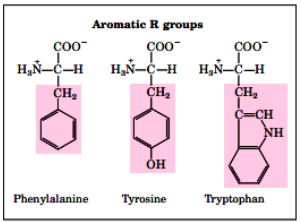 Aromatic R groups
COO⁻ COO⁻ COO⁻
H₃N⁺—C—H H₃N⁺—C—H H₃N⁺—C—H
CH₂ CH₂ CH₂
C=CH
NH
OH
Phenylalanine Tyrosine Tryptophan